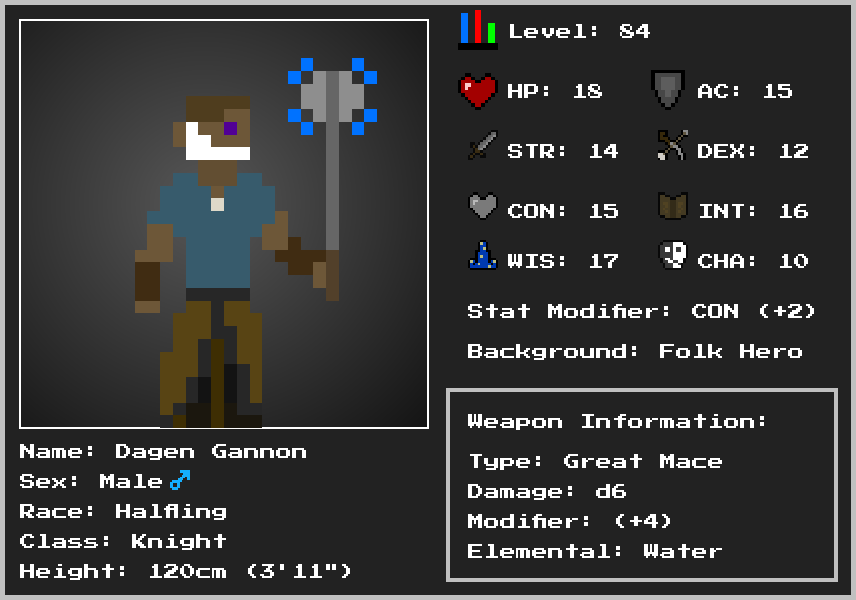 Level: 84
HP: 18 AC: 15
STR: 14 DEX: 12
CON: 15 INT: 16
WIS: 17 CHA: 10
Stat Modifier: CON (+2)
Background: Folk Hero
Weapon Information:
Type: Great Mace
Damage: d6
Modifier: (+4)
Elemental: Water
Name: Dagen Gannon
Sex: Male ♂
Race: Halfling
Class: Knight
Height: 120cm (3'11")